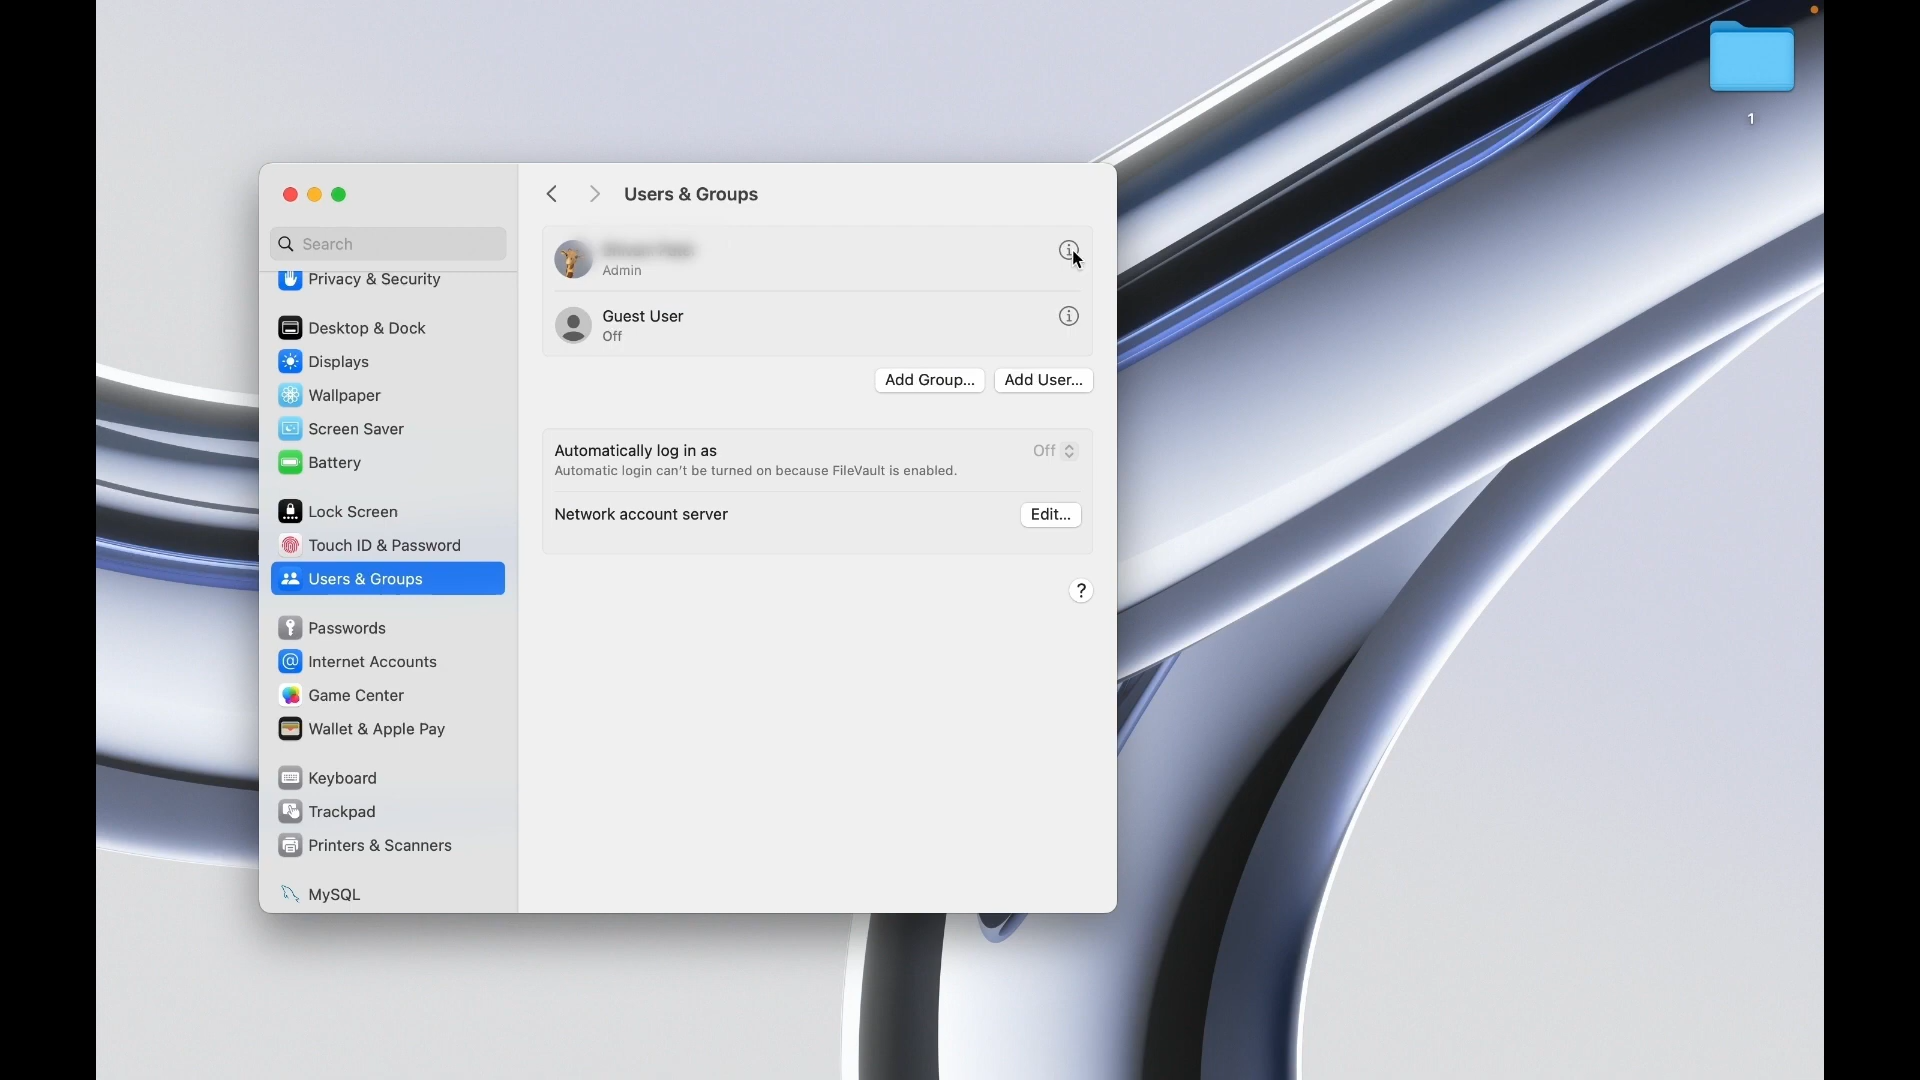 1
Users & Groups
Search
Privacy & Security
Desktop & Dock
Displays
Wallpaper
Screen Saver
Battery
Lock Screen
Touch ID & Password
Users & Groups
Passwords
Internet Accounts
Game Center
Wallet & Apple Pay
Keyboard
Trackpad
Printers & Scanners
MySQL
Admin
Guest User
Off
Add Group...
Add User...
Automatically log in as
Off
Automatic login can't be turned on because FileVault is enabled.
Network account server
Edit...
?